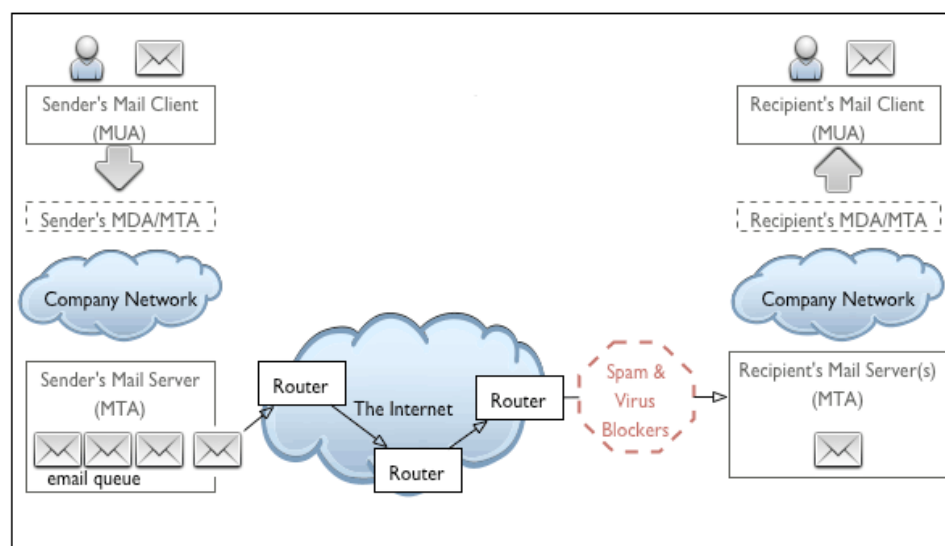 Sender's Mail Client
(MUA)
Sender's MDA/MTA
Company Network
Sender's Mail Server
(MTA)
email queue
Router
The Internet
Router
Router
Spam &
Virus
Blockers
Recipient's Mail Client
(MUA)
Recipient's MDA/MTA
Company Network
Recipient's Mail Server(s)
(MTA)